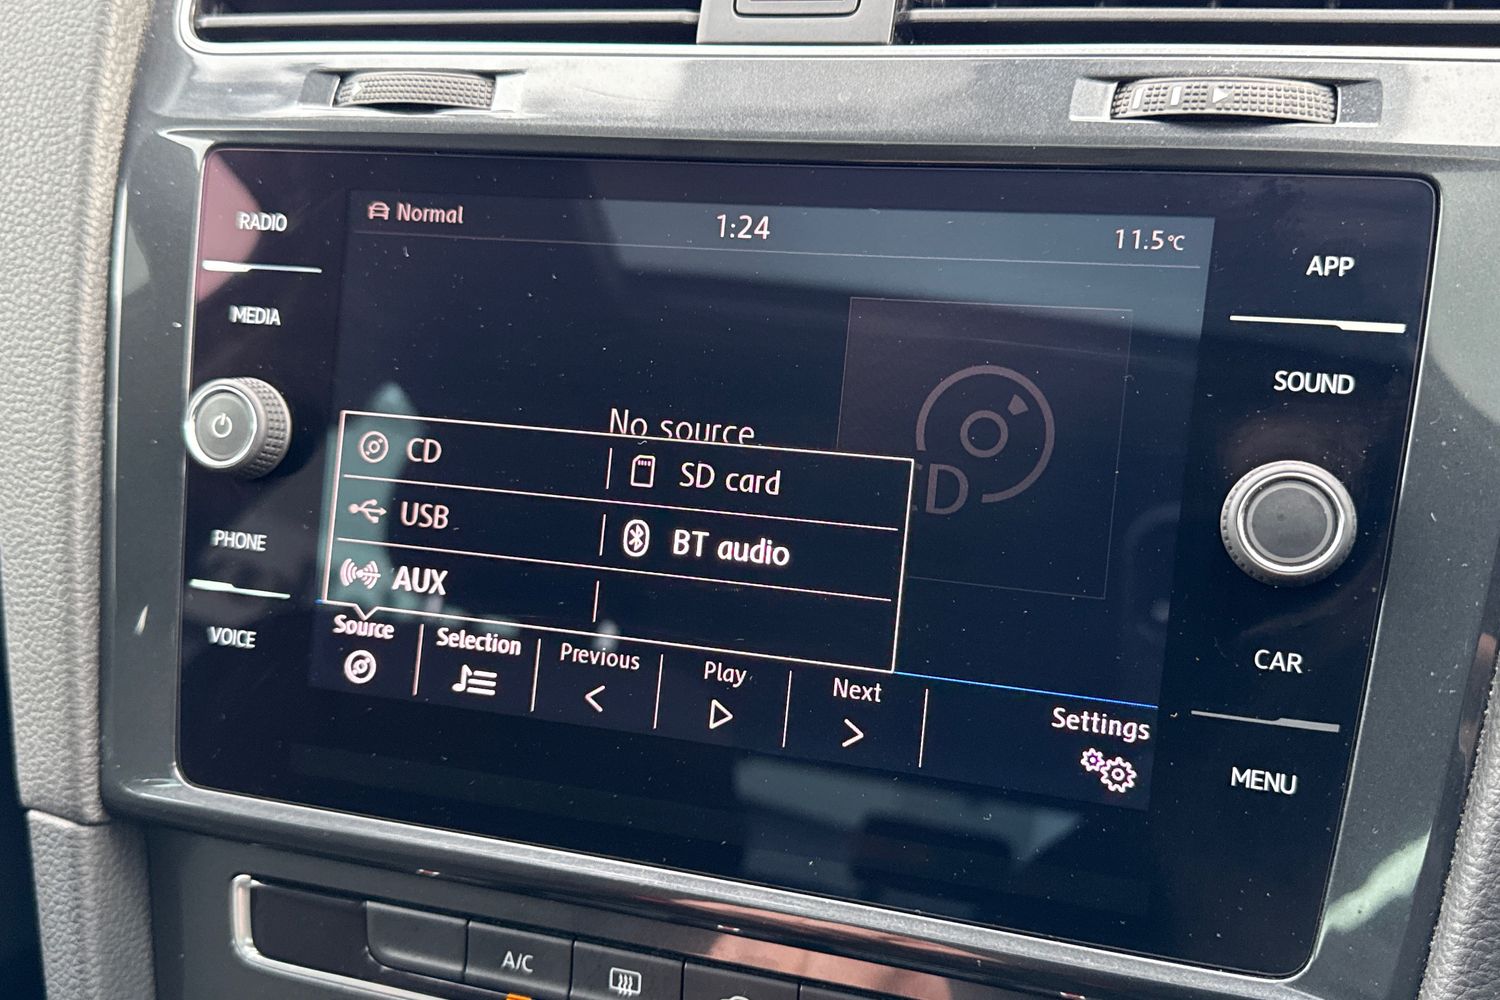 RADIO
MEDIA
PHONE
VOICE
Normal
1:24
11.5°C
No source
CD
SD card
USB
BT audio
AUX
Source
Selection
Previous
Play
Next
Settings
APP
SOUND
CAR
MENU
A/C